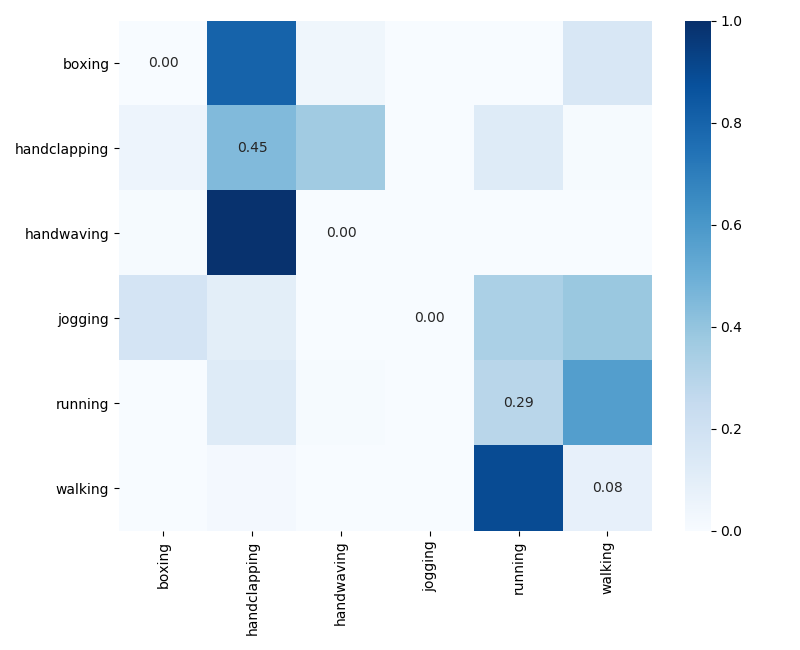 boxing
handclapping
handwaving
jogging
running
walking
0.00
0.45
0.00
0.00
0.29
0.08
boxing
handclapping
handwaving
jogging
running
walking
1.0
0.8
0.6
0.4
0.2
0.0